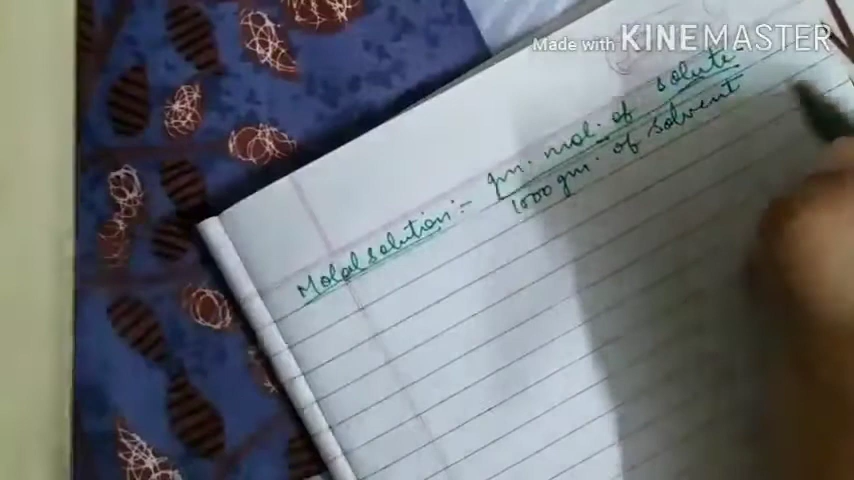 Made with KINEMASTER
Molal solution :- gm. mol. of solute
1000 gm. of solvent